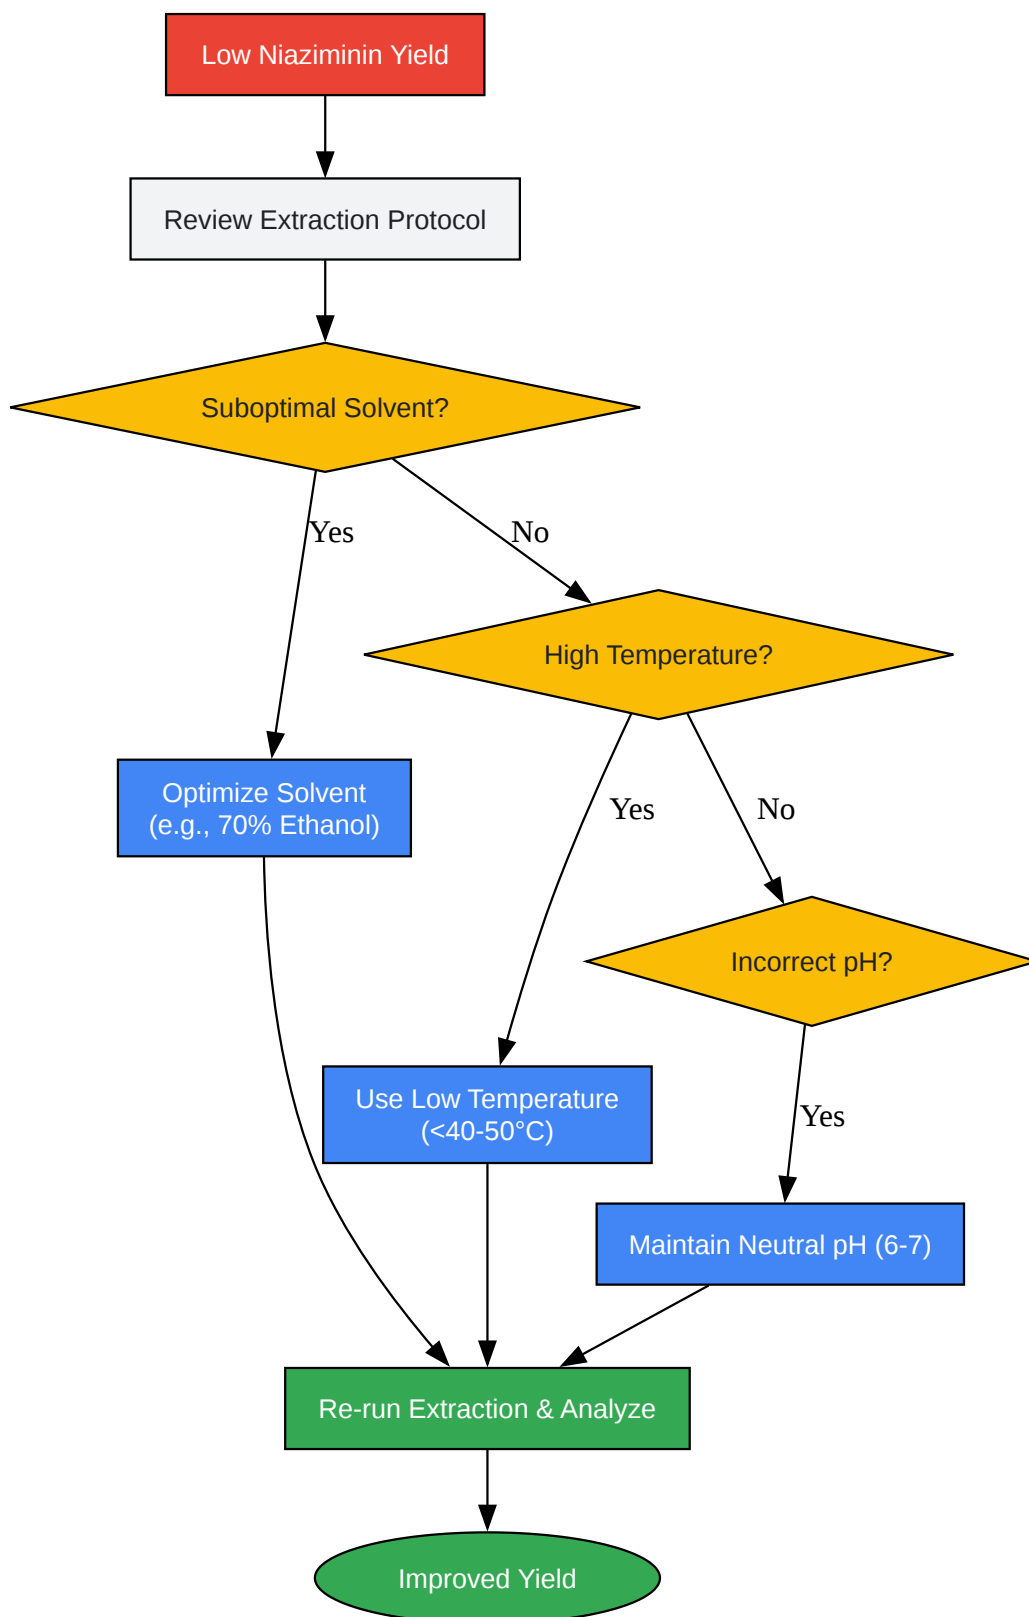 Low Niaziminin Yield
Review Extraction Protocol
Suboptimal Solvent?
Yes
No
High Temperature?
Optimize Solvent
(e.g., 70% Ethanol)
Yes
No
Incorrect pH?
Use Low Temperature
(<40-50°C)
Yes
Maintain Neutral pH (6-7)
Re-run Extraction & Analyze
Improved Yield